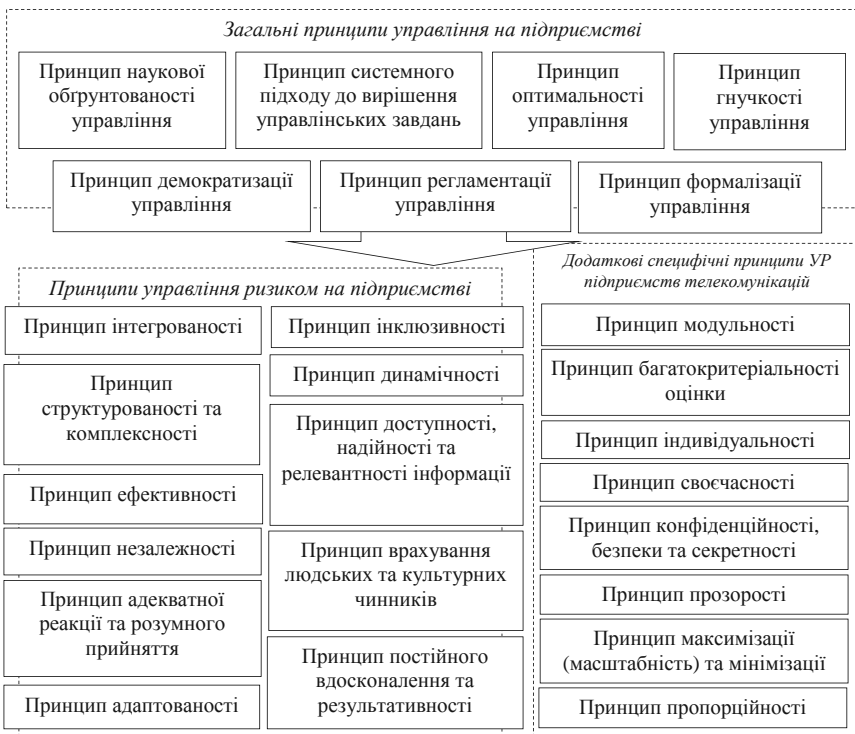 Загальні принципи управління на підприємстві
Принцип наукової
обґрунтованості
управління
Принцип системного
підходу до вирішення
управлінських завдань
Принцип
оптимальності
управління
Принцип
гнучкості
управління
Принцип демократизації
управління
Принцип регламентації
управління
Принцип формалізації
управління
Принципи управління ризиком на підприємстві
Принцип інтегрованості
Принцип
структурованості та
комплексності
Принцип ефективності
Принцип незалежності
Принцип адекватної
реакції та розумного
прийняття
Принцип адаптованості
Принцип інклюзивності
Принцип динамічності
Принцип доступності,
надійності та
релевантності інформації
Принцип врахування
людських та культурних
чинників
Принцип постійного
вдосконалення та
результативності
Додаткові специфічні принципи УР
підприємств телекомунікацій
Принцип модульності
Принцип багатокритеріальності
оцінки
Принцип індивідуальності
Принцип своєчасності
Принцип конфіденційності,
безпеки та секретності
Принцип прозорості
Принцип максимізації
(масштабність) та мінімізації
Принцип пропорційності